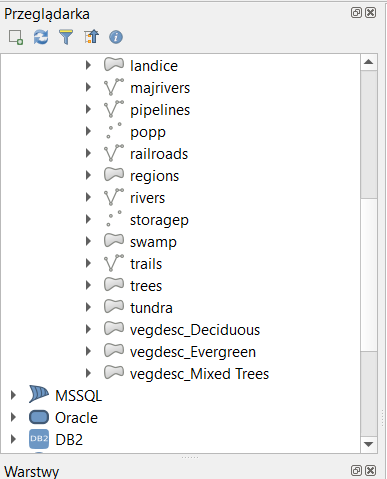 Przeglądarka
landice
majrivers
pipelines
popp
railroads
regions
rivers
storagep
swamp
trails
trees
tundra
vegdesc_Deciduous
vegdesc_Evergreen
vegdesc_Mixed Trees
MSSQL
Oracle
DB2 DB2
Warstwy